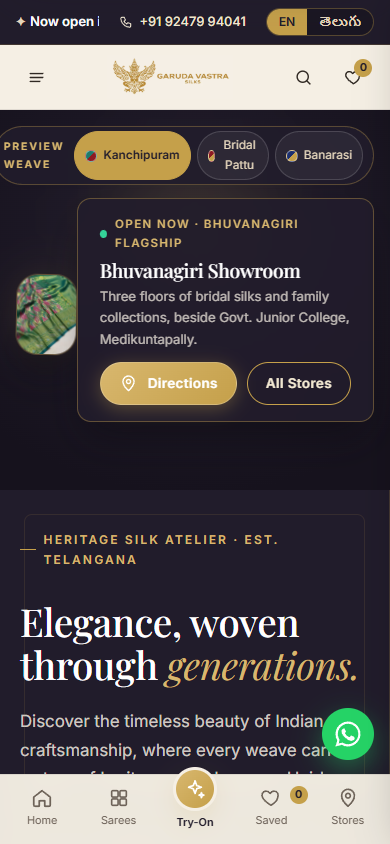 ✦ Now open
+91 92479 94041
EN
తెలుగు
GARUDA VASTRA
SILKS
0
PREVIEW
WEAVE
Kanchipuram
Bridal
Pattu
Banarasi
OPEN NOW · BHUVANAGIRI
FLAGSHIP
Bhuvanagiri Showroom
Three floors of bridal silks and family
collections, beside Govt. Junior College,
Medikuntapally.
Directions
All Stores
HERITAGE SILK ATELIER · EST.
TELANGANA
Elegance, woven
through generations.
Discover the timeless beauty of Indian
craftsmanship, where every weave can
Home
Sarees
Try-On
Saved
0
Stores